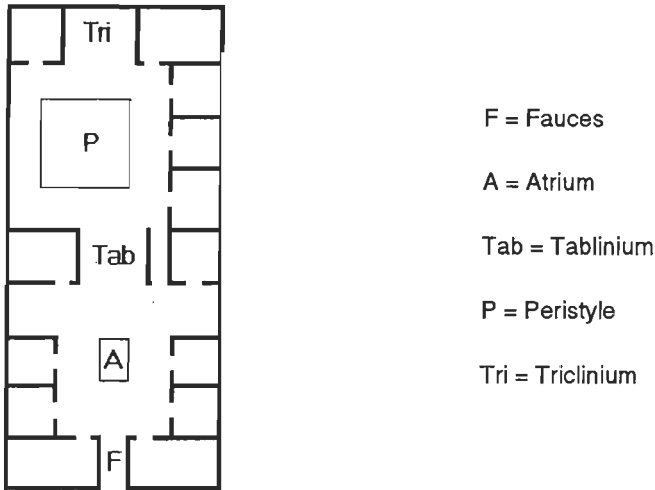 Tri
P
Tab
A
F
F = Fauces
A = Atrium
Tab = Tablinium
P = Peristyle
Tri = Triclinium